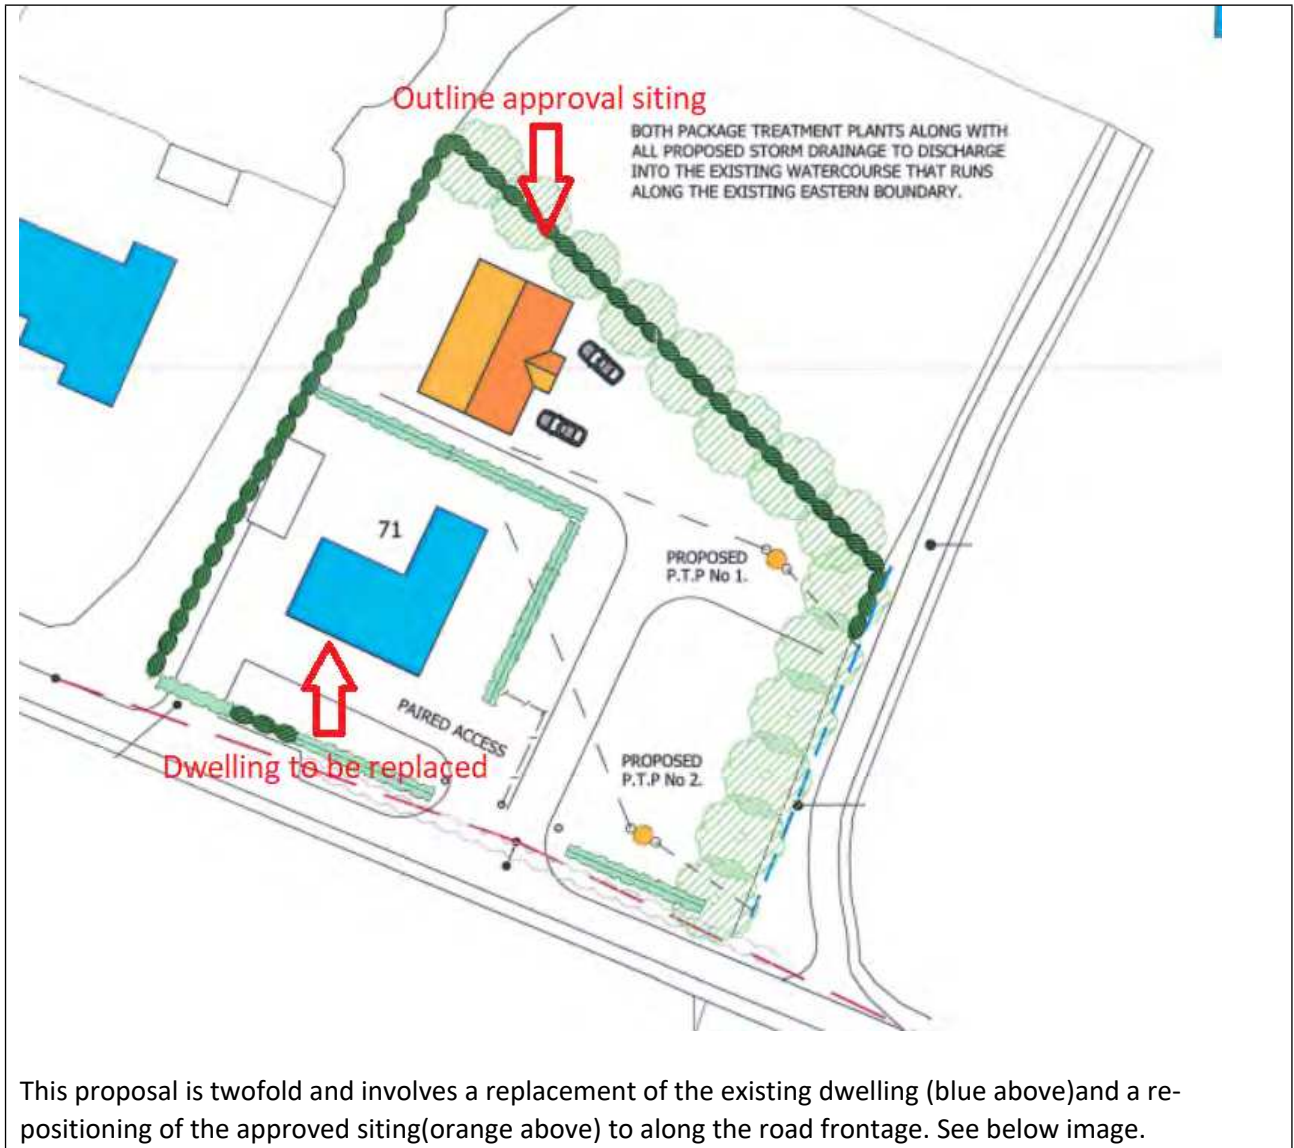 Outline approval siting
BOTH PACKAGE TREATMENT PLANTS ALONG WITH
ALL PROPOSED STORM DRAINAGE TO DISCHARGE
INTO THE EXISTING WATERCOURSE THAT RUNS
ALONG THE EXISTING EASTERN BOUNDARY.
71
PROPOSED
P.T.P No 1.
PAIRED ACCESS
Dwelling to be replaced
PROPOSED
P.T.P No 2.
This proposal is twofold and involves a replacement of the existing dwelling (blue above)and a re-
positioning of the approved siting(orange above) to along the road frontage. See below image.